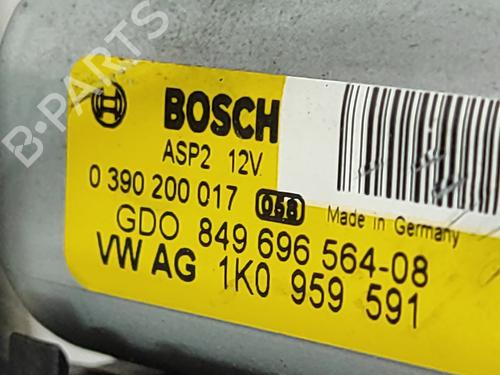 B-PARTS
BOSCH
ASP2 12V
0 390 200 017 068 Made in Germany
GDO 849 696 564-08
VW AG 1K0 959 591